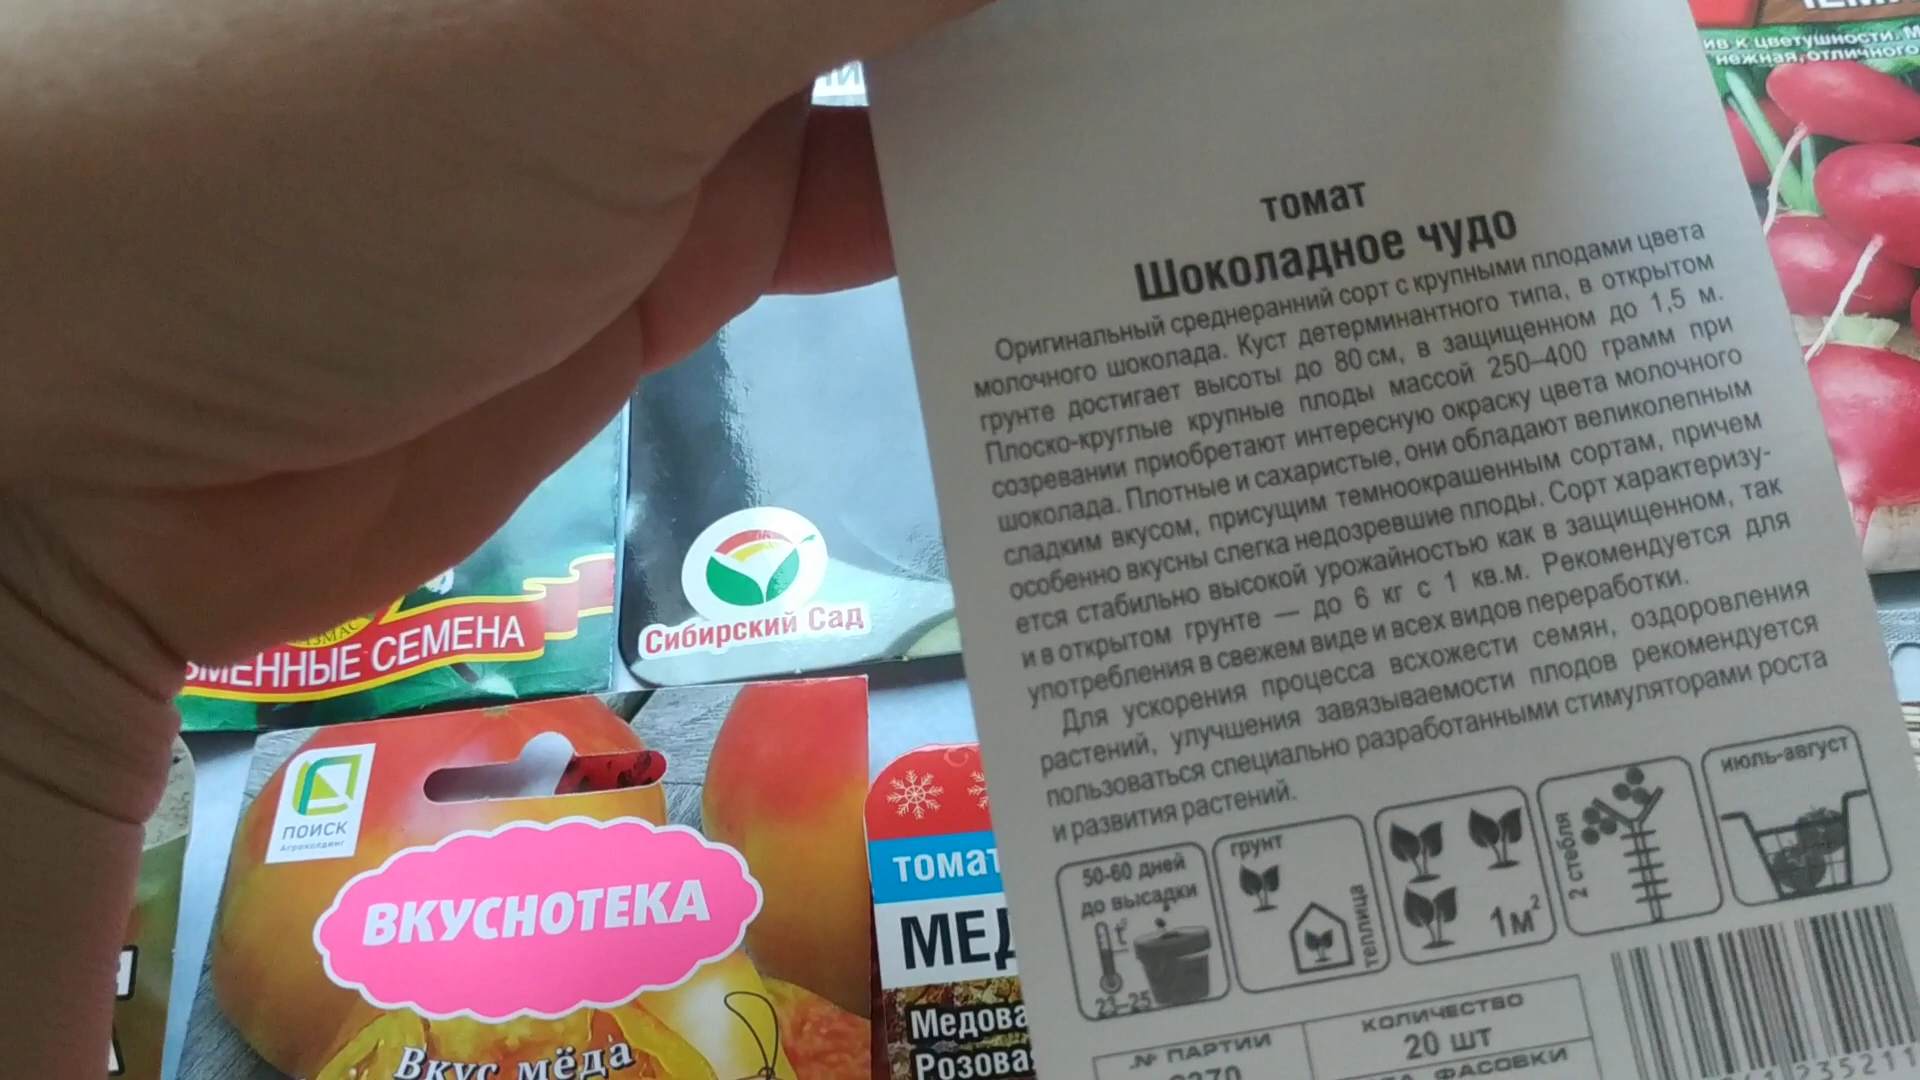 ТОМАТ
Шоколадное чудо
Оригинальный среднеранний сорт с крупными плодами цвета
молочного шоколада. Куст детерминантного типа, в открытом
грунте достигает высоты до 80 см, в защищенном до 1,5 м.
Плоско-круглые крупные плоды массой 250–400 грамм при
созревании приобретают интересную окраску цвета молочного
шоколада. Плотные и сахаристые, они обладают великолепным
сладким вкусом, присущим темноокрашенным сортам, причем
особенно вкусны слегка недозревшие плоды. Сорт характеризу-
ется стабильно высокой урожайностью как в защищенном, так
и в открытом грунте — до 6 кг с 1 кв.м. Рекомендуется для
употребления в свежем виде и всех видов переработки.
Для ускорения процесса всхожести семян, оздоровления
растений, улучшения завязываемости плодов рекомендуется
пользоваться специально разработанными стимуляторами роста
и развития растений.
50-60 дней
до высадки
t°
23-25
грунт
теплица
1м²
2 стебля
июль-август
№ ПАРТИИ
КОЛИЧЕСТВО
20 ШТ
ФАСОВКИ
235211
к цветушности.
нежная, отличного
СЕМЕНА
Сибирский Сад
ПОИСК
Агрохолдинг
ВКУСНОТЕКА
Вкус мёда
ТОМАТ